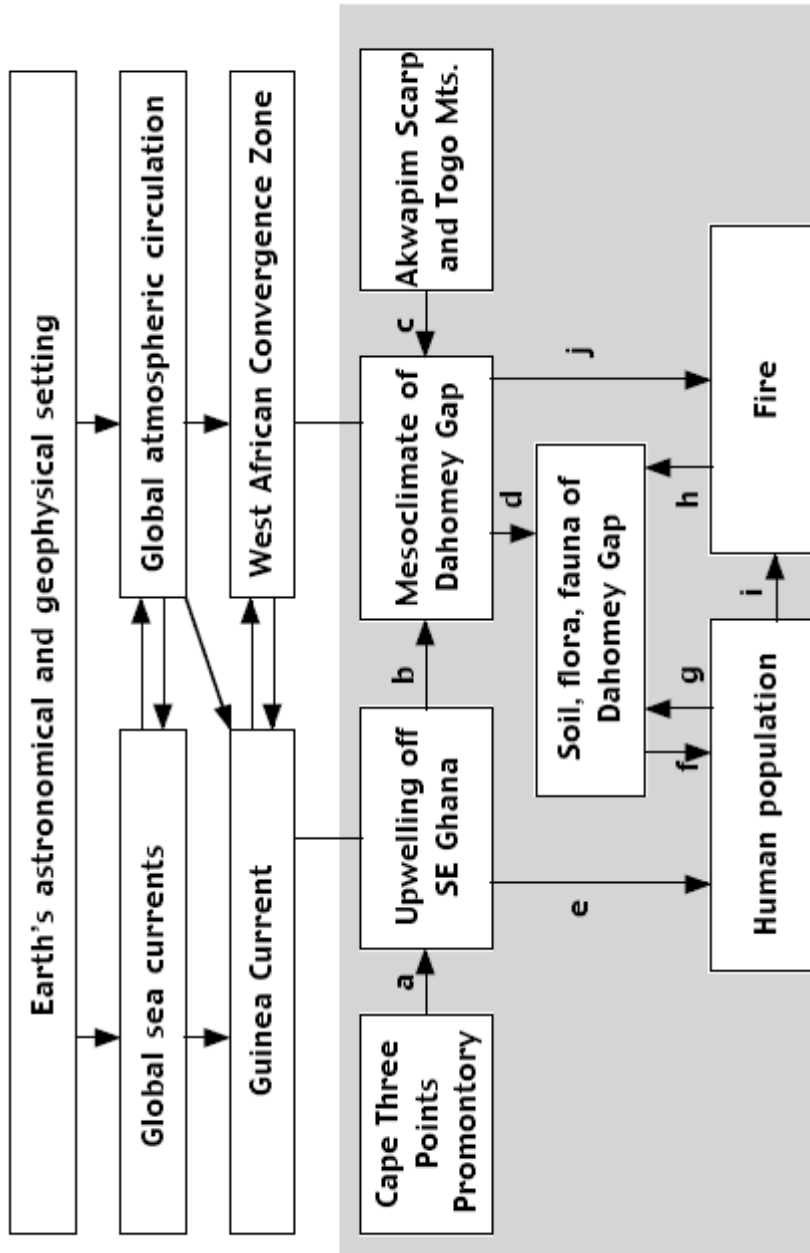 Earth's astronomical and geophysical setting
Global sea currents
Global atmospheric circulation
Guinea Current
West African Convergence Zone
Cape Three
Points
Promontory
a
Upwelling off
SE Ghana
b
Mesoclimate of
Dahomey Gap
c
Akwapim Scarp
and Togo Mts.
d
Soil, flora, fauna of
Dahomey Gap
e
j
f
g
h
Human population
i
Fire